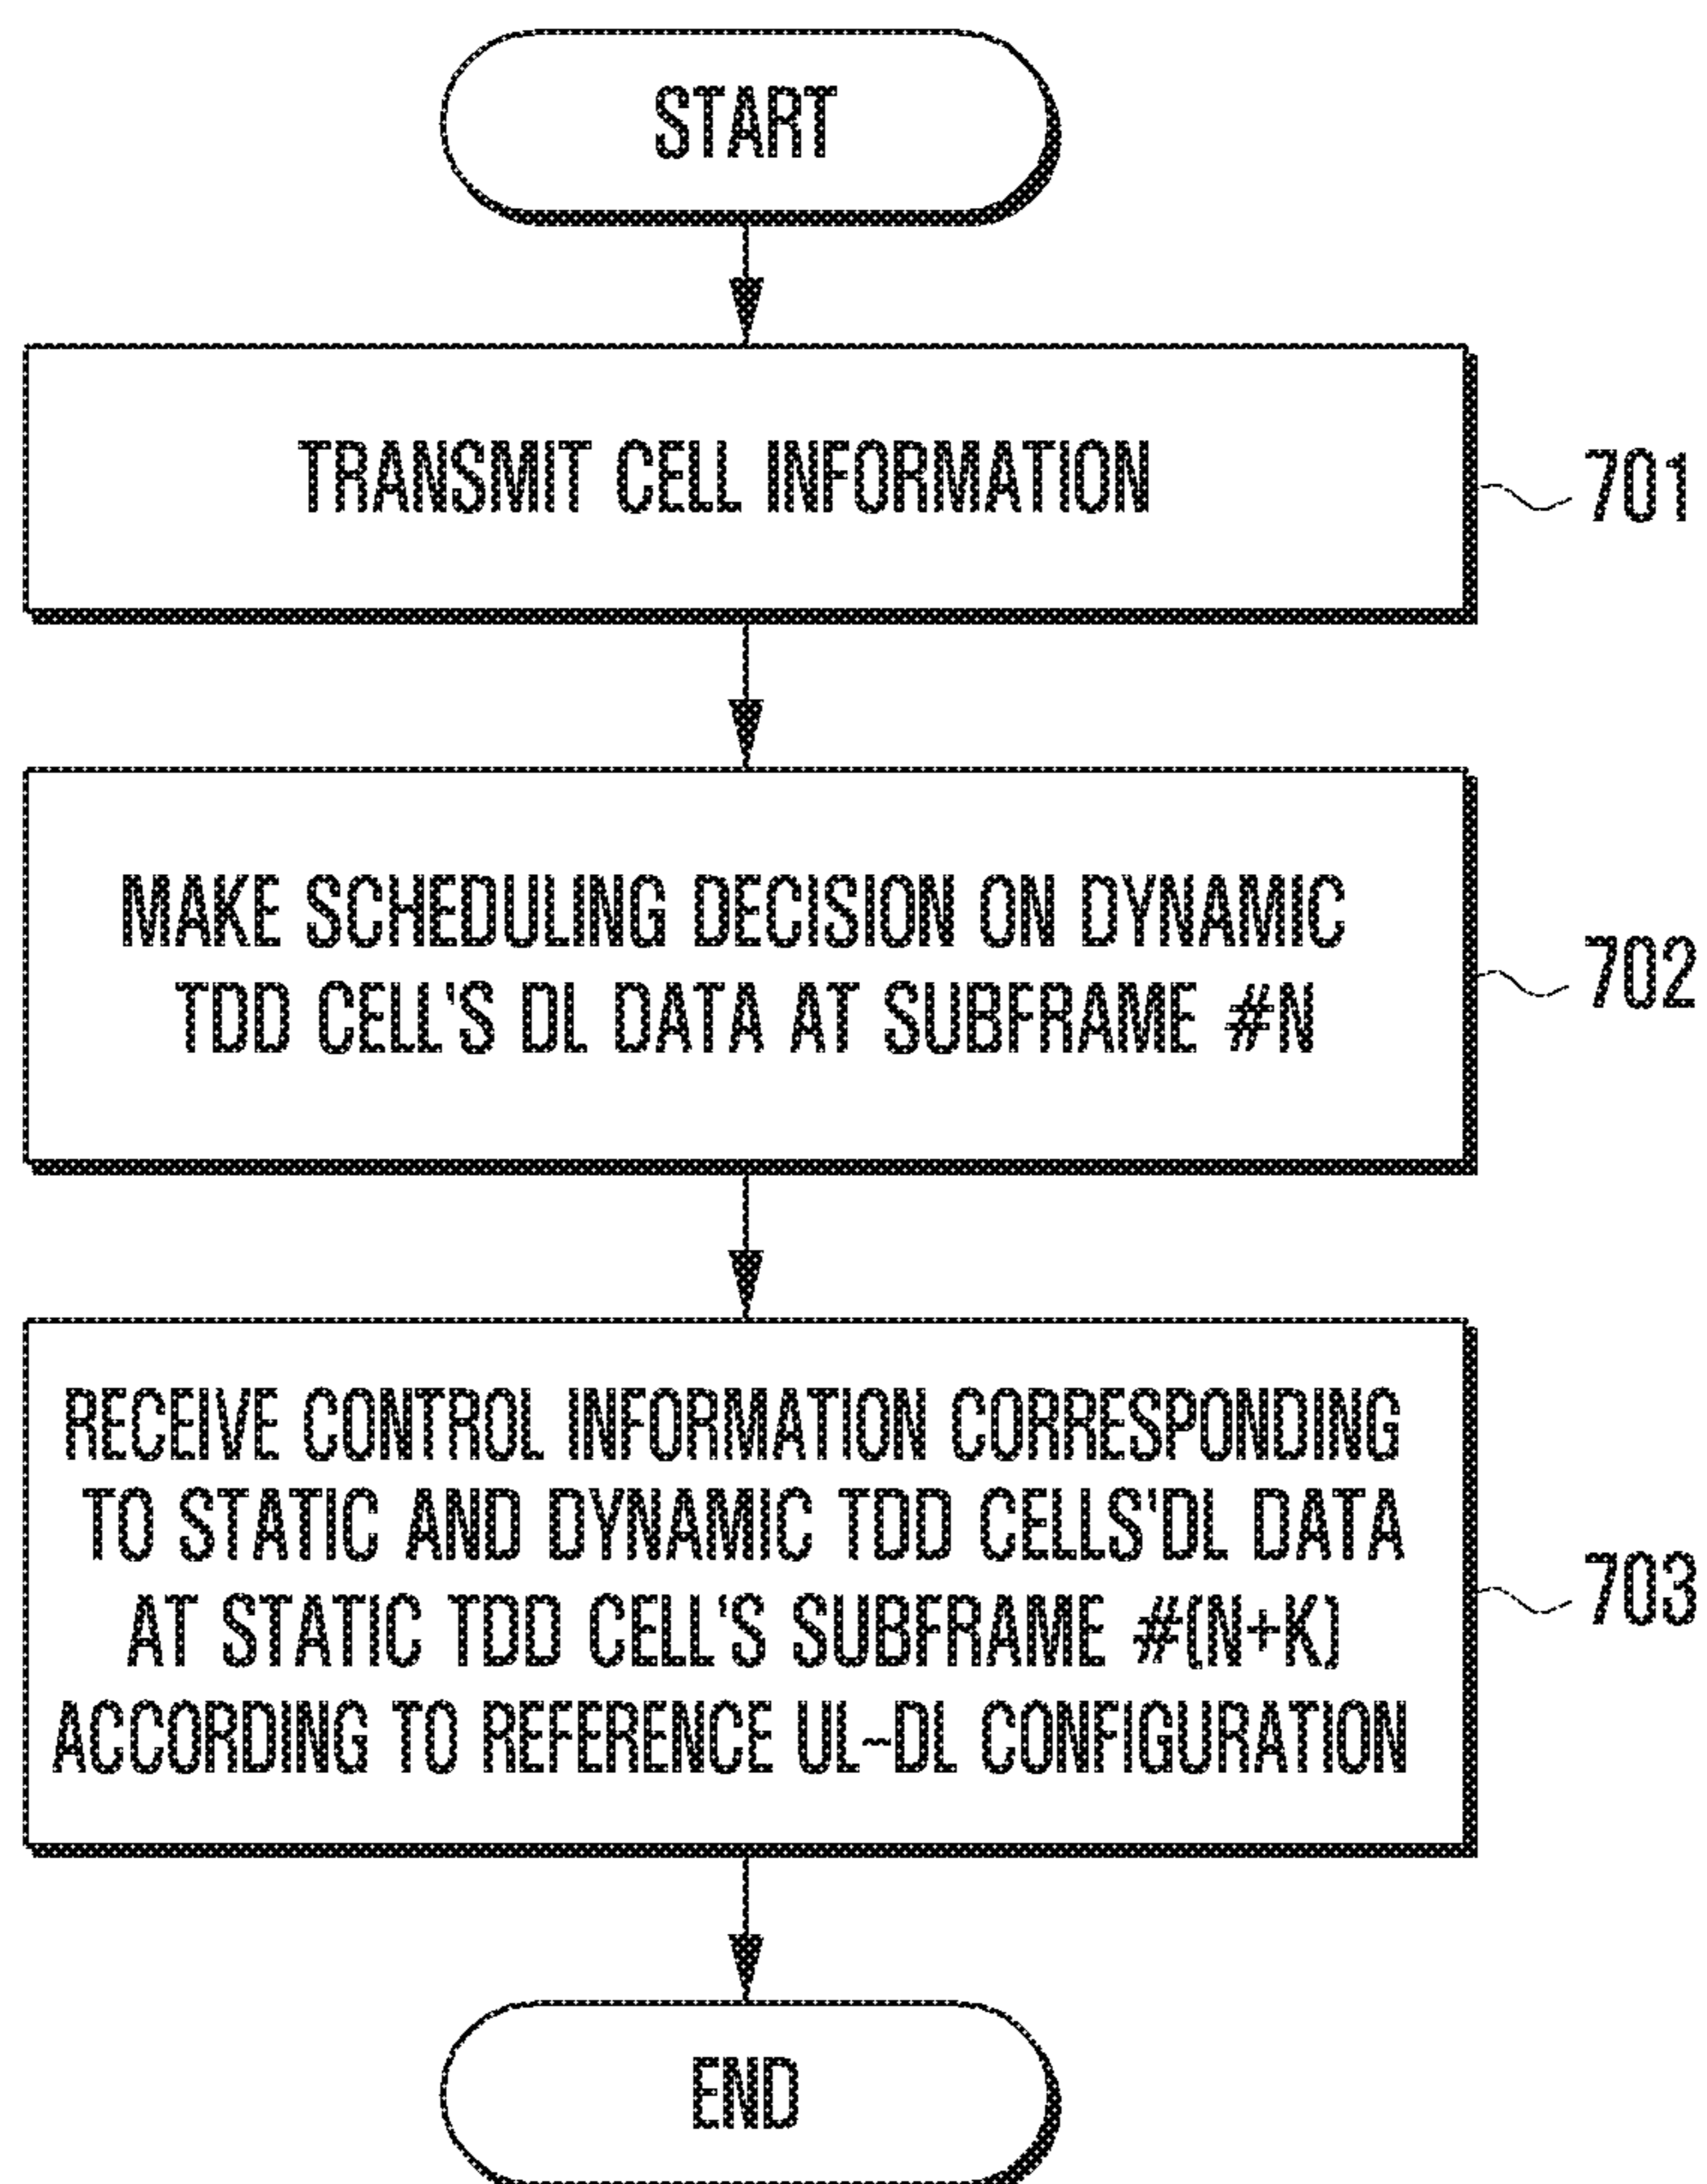 START
TRANSMIT CELL INFORMATION
701
MAKE SCHEDULING DECISION ON DYNAMIC
TDD CELL'S DL DATA AT SUBFRAME #N
702
RECEIVE CONTROL INFORMATION CORRESPONDING
TO STATIC AND DYNAMIC TDD CELLS'DL DATA
AT STATIC TDD CELL'S SUBFRAME #(N+K)
ACCORDING TO REFERENCE UL-DL CONFIGURATION
703
END